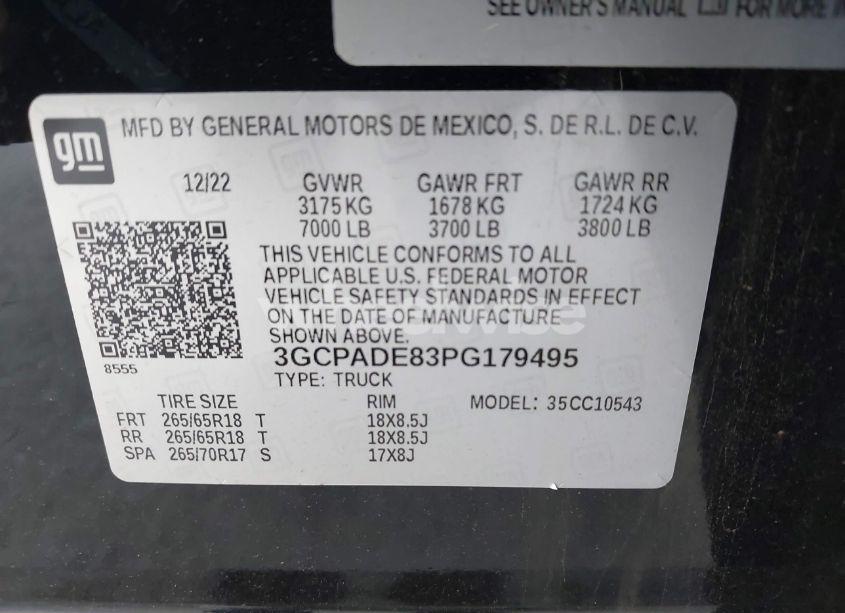 SEE OWNER'S MANUAL FOR MORE
gm
MFD BY GENERAL MOTORS DE MEXICO, S. DE R.L. DE C.V.
12/22 GVWR GAWR FRT GAWR RR
3175 KG 1678 KG 1724 KG
7000 LB 3700 LB 3800 LB
THIS VEHICLE CONFORMS TO ALL
APPLICABLE U.S. FEDERAL MOTOR
VEHICLE SAFETY STANDARDS IN EFFECT
ON THE DATE OF MANUFACTURE
SHOWN ABOVE.
3GCPADE83PG179495
8555
TYPE: TRUCK
TIRE SIZE RIM MODEL: 35CC10543
FRT 265/65R18 T 18X8.5J
RR 265/65R18 T 18X8.5J
SPA 265/70R17 S 17X8J